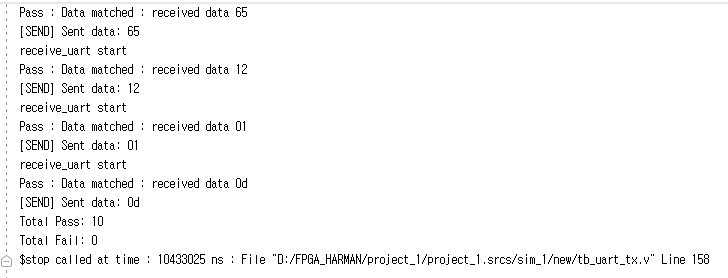 Pass : Data matched : received data 65
[SEND] Sent data: 65
receive_uart start
Pass : Data matched : received data 12
[SEND] Sent data: 12
receive_uart start
Pass : Data matched : received data 01
[SEND] Sent data: 01
receive_uart start
Pass : Data matched : received data 0d
[SEND] Sent data: 0d
Total Pass: 10
Total Fail: 0
$stop called at time : 10433025 ns : File "D:/FPGA_HARMAN/project_1/project_1.srcs/sim_1/new/tb_uart_tx.v" Line 158